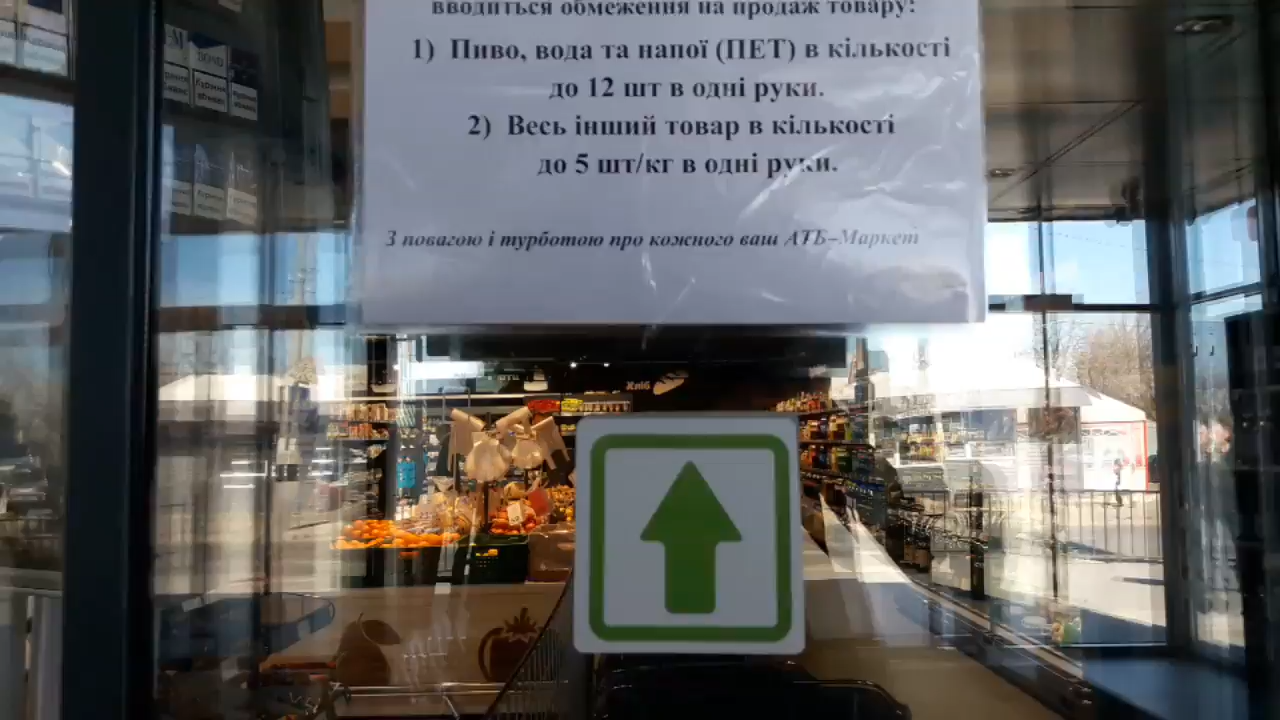 вводиться обмеження на продаж товару:
1) Пиво, вода та напої (ПЕТ) в кількості
до 12 шт в одні руки.
2) Весь інший товар в кількості
до 5 шт/кг в одні руки.
З повагою і турботою про кожного ваш АТБ–Маркет
Хліб
BOND